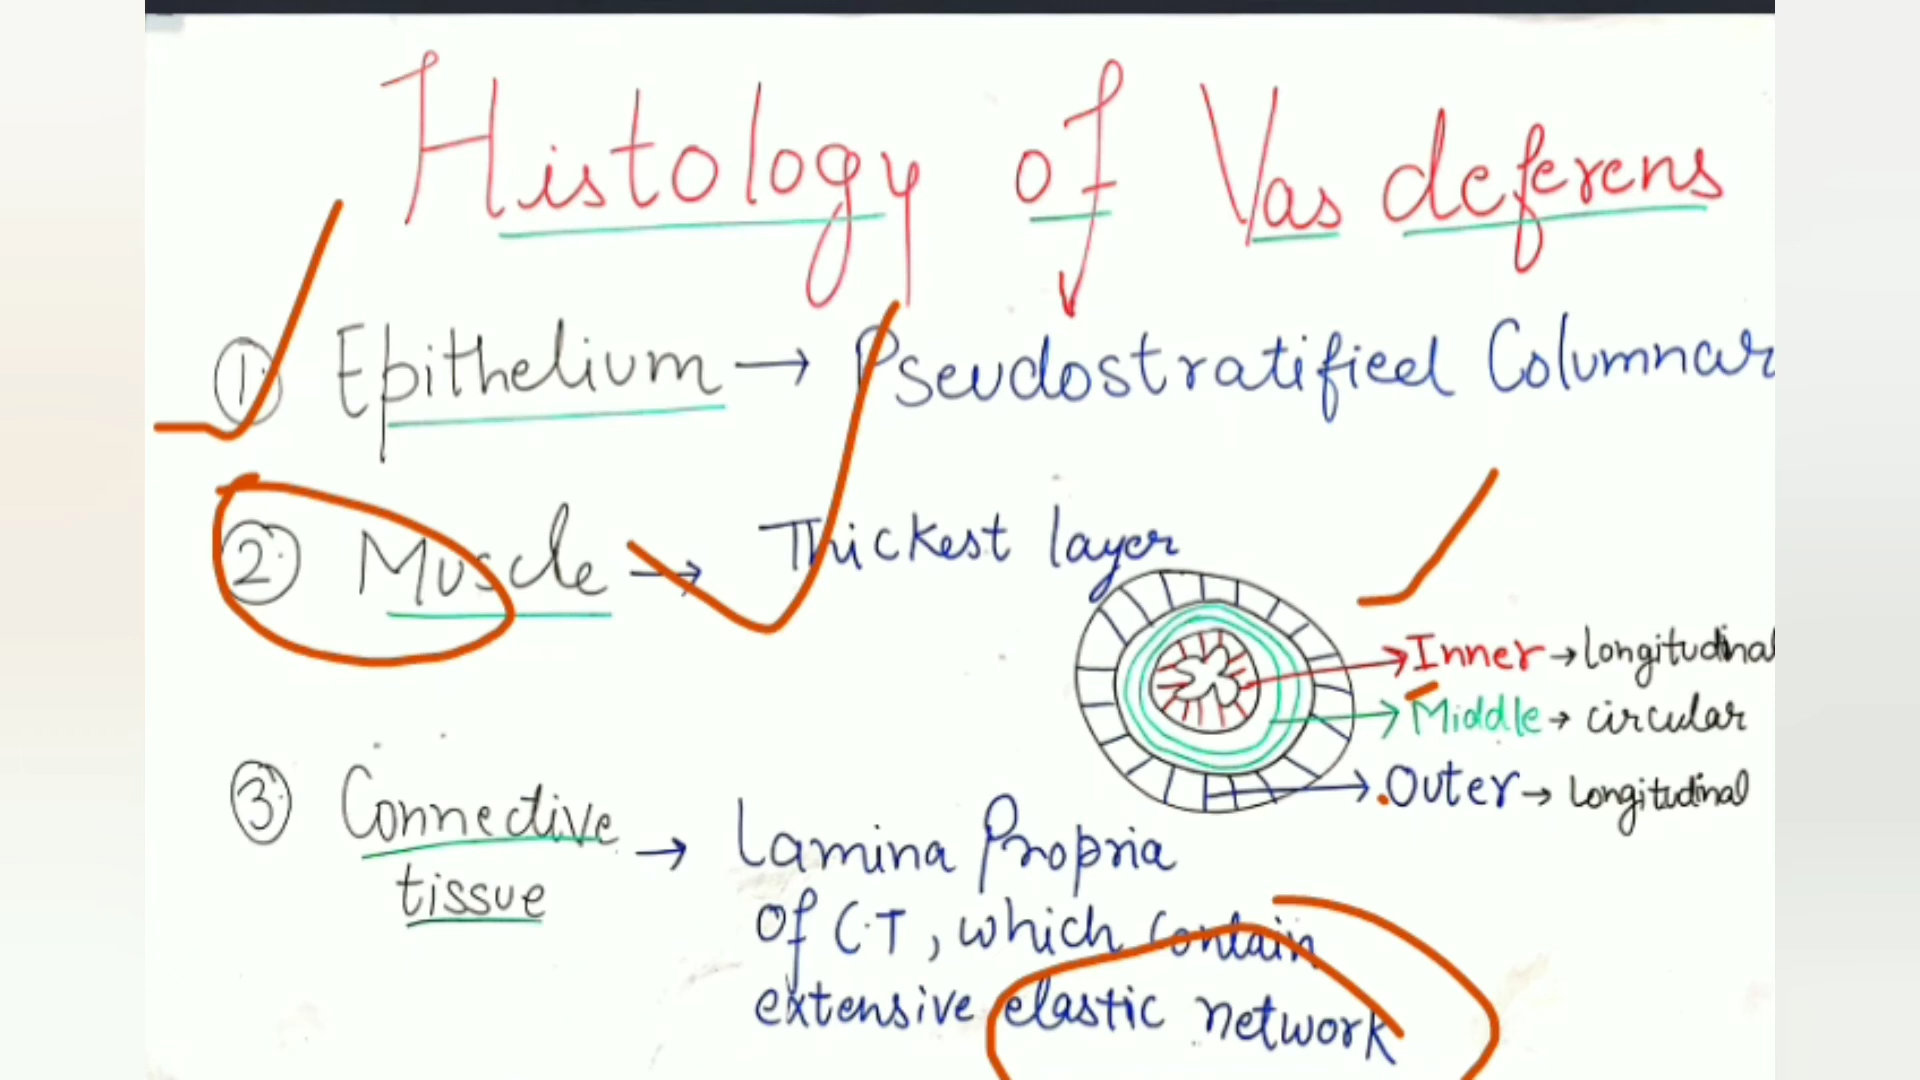 Histology of Vas deferens
① Epithelium → Pseudostratified Columnar
② Muscle → Thickest layer
→ Inner → longitudinal
→ Middle → circular
→ Outer → longitudinal
③ Connective tissue → Lamina Propria
of C.T, which contain
extensive elastic network